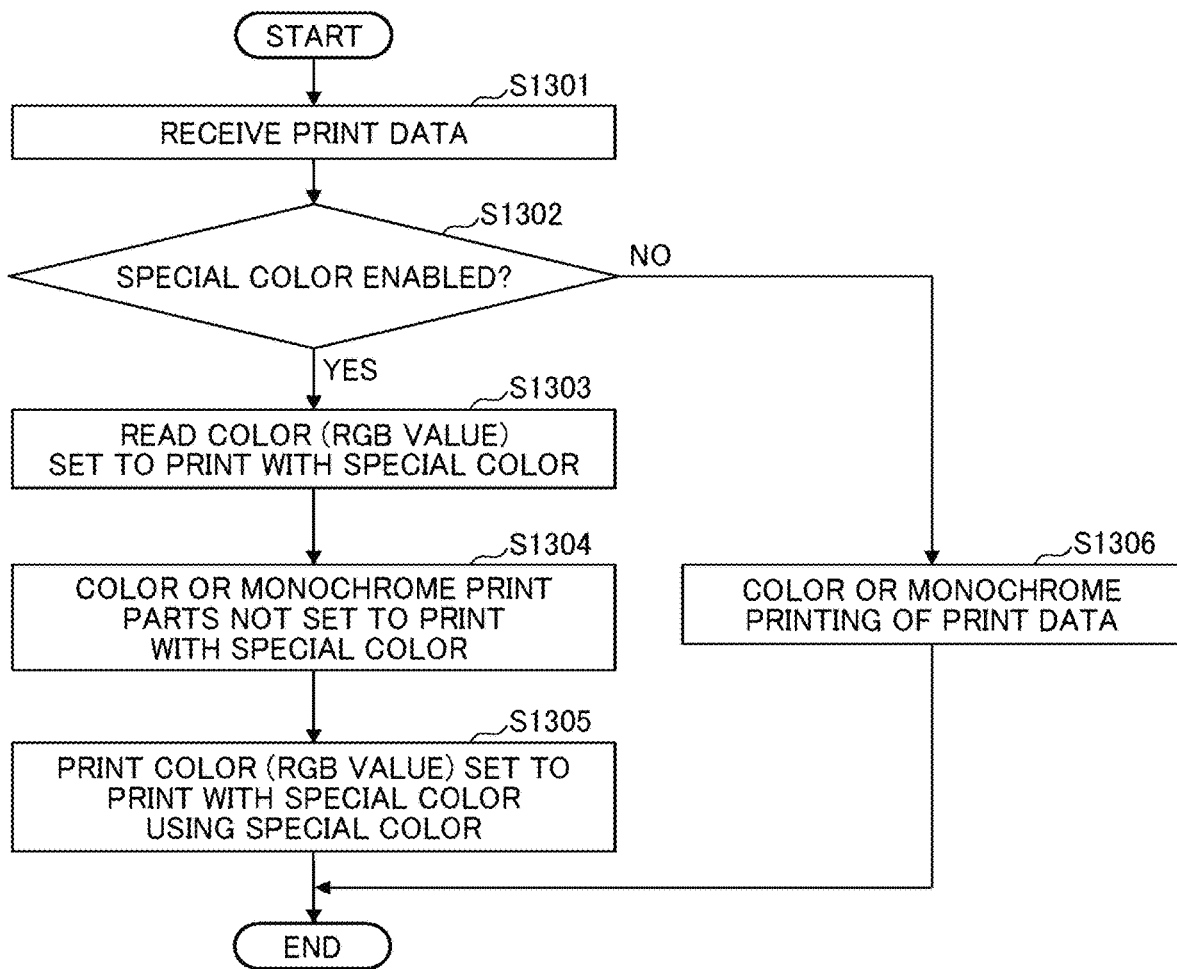 START
S1301
RECEIVE PRINT DATA
S1302
SPECIAL COLOR ENABLED?
NO
YES
S1303
READ COLOR (RGB VALUE)
SET TO PRINT WITH SPECIAL COLOR
S1304
COLOR OR MONOCHROME PRINT
PARTS NOT SET TO PRINT
WITH SPECIAL COLOR
S1306
COLOR OR MONOCHROME
PRINTING OF PRINT DATA
S1305
PRINT COLOR (RGB VALUE) SET TO
PRINT WITH SPECIAL COLOR
USING SPECIAL COLOR
END